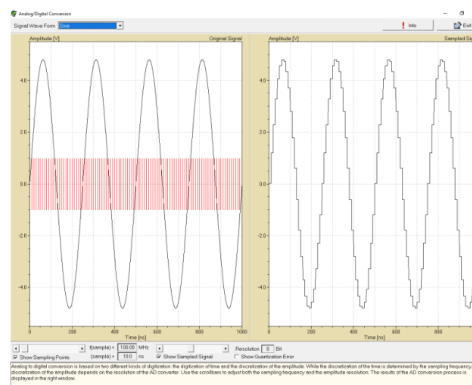 Analog/Digital Conversion
Signal Wave Form Sine
Info
Exit
Amplitude [V]
Original Signal
Amplitude [V]
Sampled Sig
4.0
2.0
0.0
-2.0
-4.0
4.0
2.0
0.0
-2.0
-4.0
0 200 400 600 800 1000
Time [ns]
0 200 400 600 800
Time [ns]
f(sample) = 100.00 MHz
Resolution Bit
Show Sampling Points
(sample) = 10.0 ns
Show Sampled Signal
Show Quantization Error
Analog to digital conversion is based on two different kinds of digitization: the digitization of time and the discretization of the amplitude. While the discretization of the time is determined by the sampling frequency
discretization of the amplitude depends on the resolution of the AD converter. Use the scrollbars to adjust both the sampling frequency and the amplitude resolution. The results of the AD conversion process is
displayed in the right window.